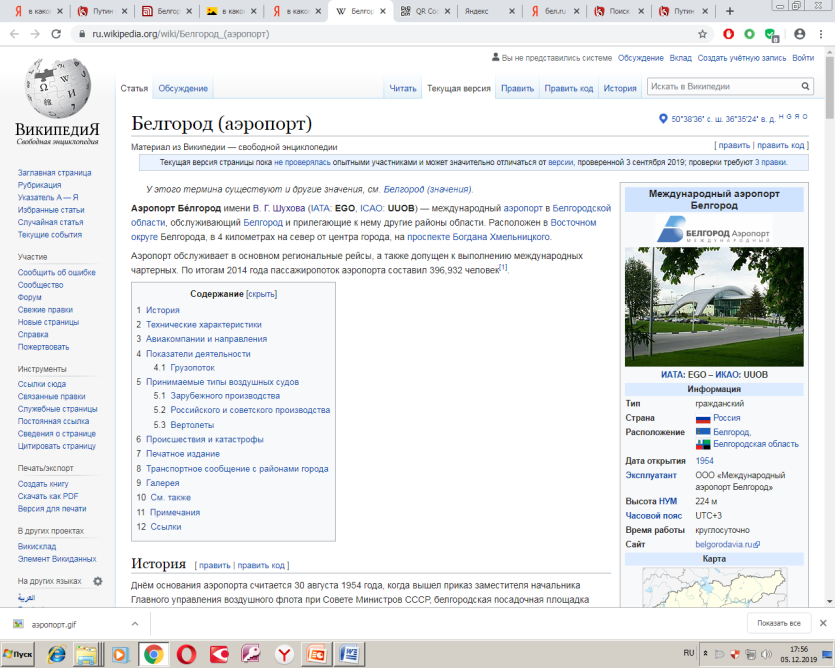 в како
Путин
Белгор
в како
в како
Белгор
QR Co
Яндекс
бел.ru
Поиск
Путин
ru.wikipedia.org/wiki/Белгород_(аэропорт)
Вы не представились системе Обсуждение Вклад Создать учётную запись Войти
Статья Обсуждение Читать Текущая версия Править Править код История Искать в Википедии
ВикипедиЯ
Свободная энциклопедия
Заглавная страница
Рубрикация
Указатель А — Я
Избранные статьи
Случайная статья
Текущие события
Участие
Сообщить об ошибке
Сообщество
Форум
Свежие правки
Новые страницы
Справка
Пожертвовать
Инструменты
Ссылки сюда
Связанные правки
Служебные страницы
Постоянная ссылка
Сведения о странице
Цитировать страницу
Печать/экспорт
Создать книгу
Скачать как PDF
Версия для печати
В других проектах
Викисклад
Элемент Викиданных
На других языках
العربية
Белгород (аэропорт)
50°38′36″ с. ш. 36°35′24″ в. д. H G Я O
Материал из Википедии — свободной энциклопедии
[ править | править код ]
Текущая версия страницы пока не проверялась опытными участниками и может значительно отличаться от версии, проверенной 3 сентября 2019; проверки требуют 3 правки.
У этого термина существуют и другие значения, см. Белгород (значения).
Аэропорт Бе́лгород имени В. Г. Шухова (IATA: EGO, ICAO: UUOB) — международный аэропорт в Белгородской
области, обслуживающий Белгород и прилегающие к нему другие районы области. Расположен в Восточном
округе Белгорода, в 4 километрах на север от центра города, на проспекте Богдана Хмельницкого.
Аэропорт обслуживает в основном региональные рейсы, а также допущен к выполнению международных
чартерных. По итогам 2014 года пассажиропоток аэропорта составил 396,932 человек[1]
Содержание [скрыть]
1 История
2 Технические характеристики
3 Авиакомпании и направления
4 Показатели деятельности
4.1 Грузопоток
5 Принимаемые типы воздушных судов
5.1 Зарубежного производства
5.2 Российского и советского производства
5.3 Вертолеты
6 Происшествия и катастрофы
7 Печатное издание
8 Транспортное сообщение с районами города
9 Галерея
10 См. также
11 Примечания
12 Ссылки
История [ править | править код ]
Днём основания аэропорта считается 30 августа 1954 года, когда вышел приказ заместителя начальника
Главного управления воздушного флота при Совете Министров СССР, белгородская посадочная площадка
Международный аэропорт
Белгород
БЕЛГОРОД Аэропорт
МЕЖДУНАРОДНЫЙ
ИАТА: EGO – ИКАО: UUOB
Информация
Тип гражданский
Страна Россия
Расположение Белгород,
Белгородская область
Дата открытия 1954
Эксплуатант ООО «Международный
аэропорт Белгород»
Высота НУМ 224 м
Часовой пояс UTC+3
Время работы круглосуточно
Сайт belgorodavia.ru
Карта
аэропорт.gif
Показать все
Пуск
RU
17:56
05.12.2019